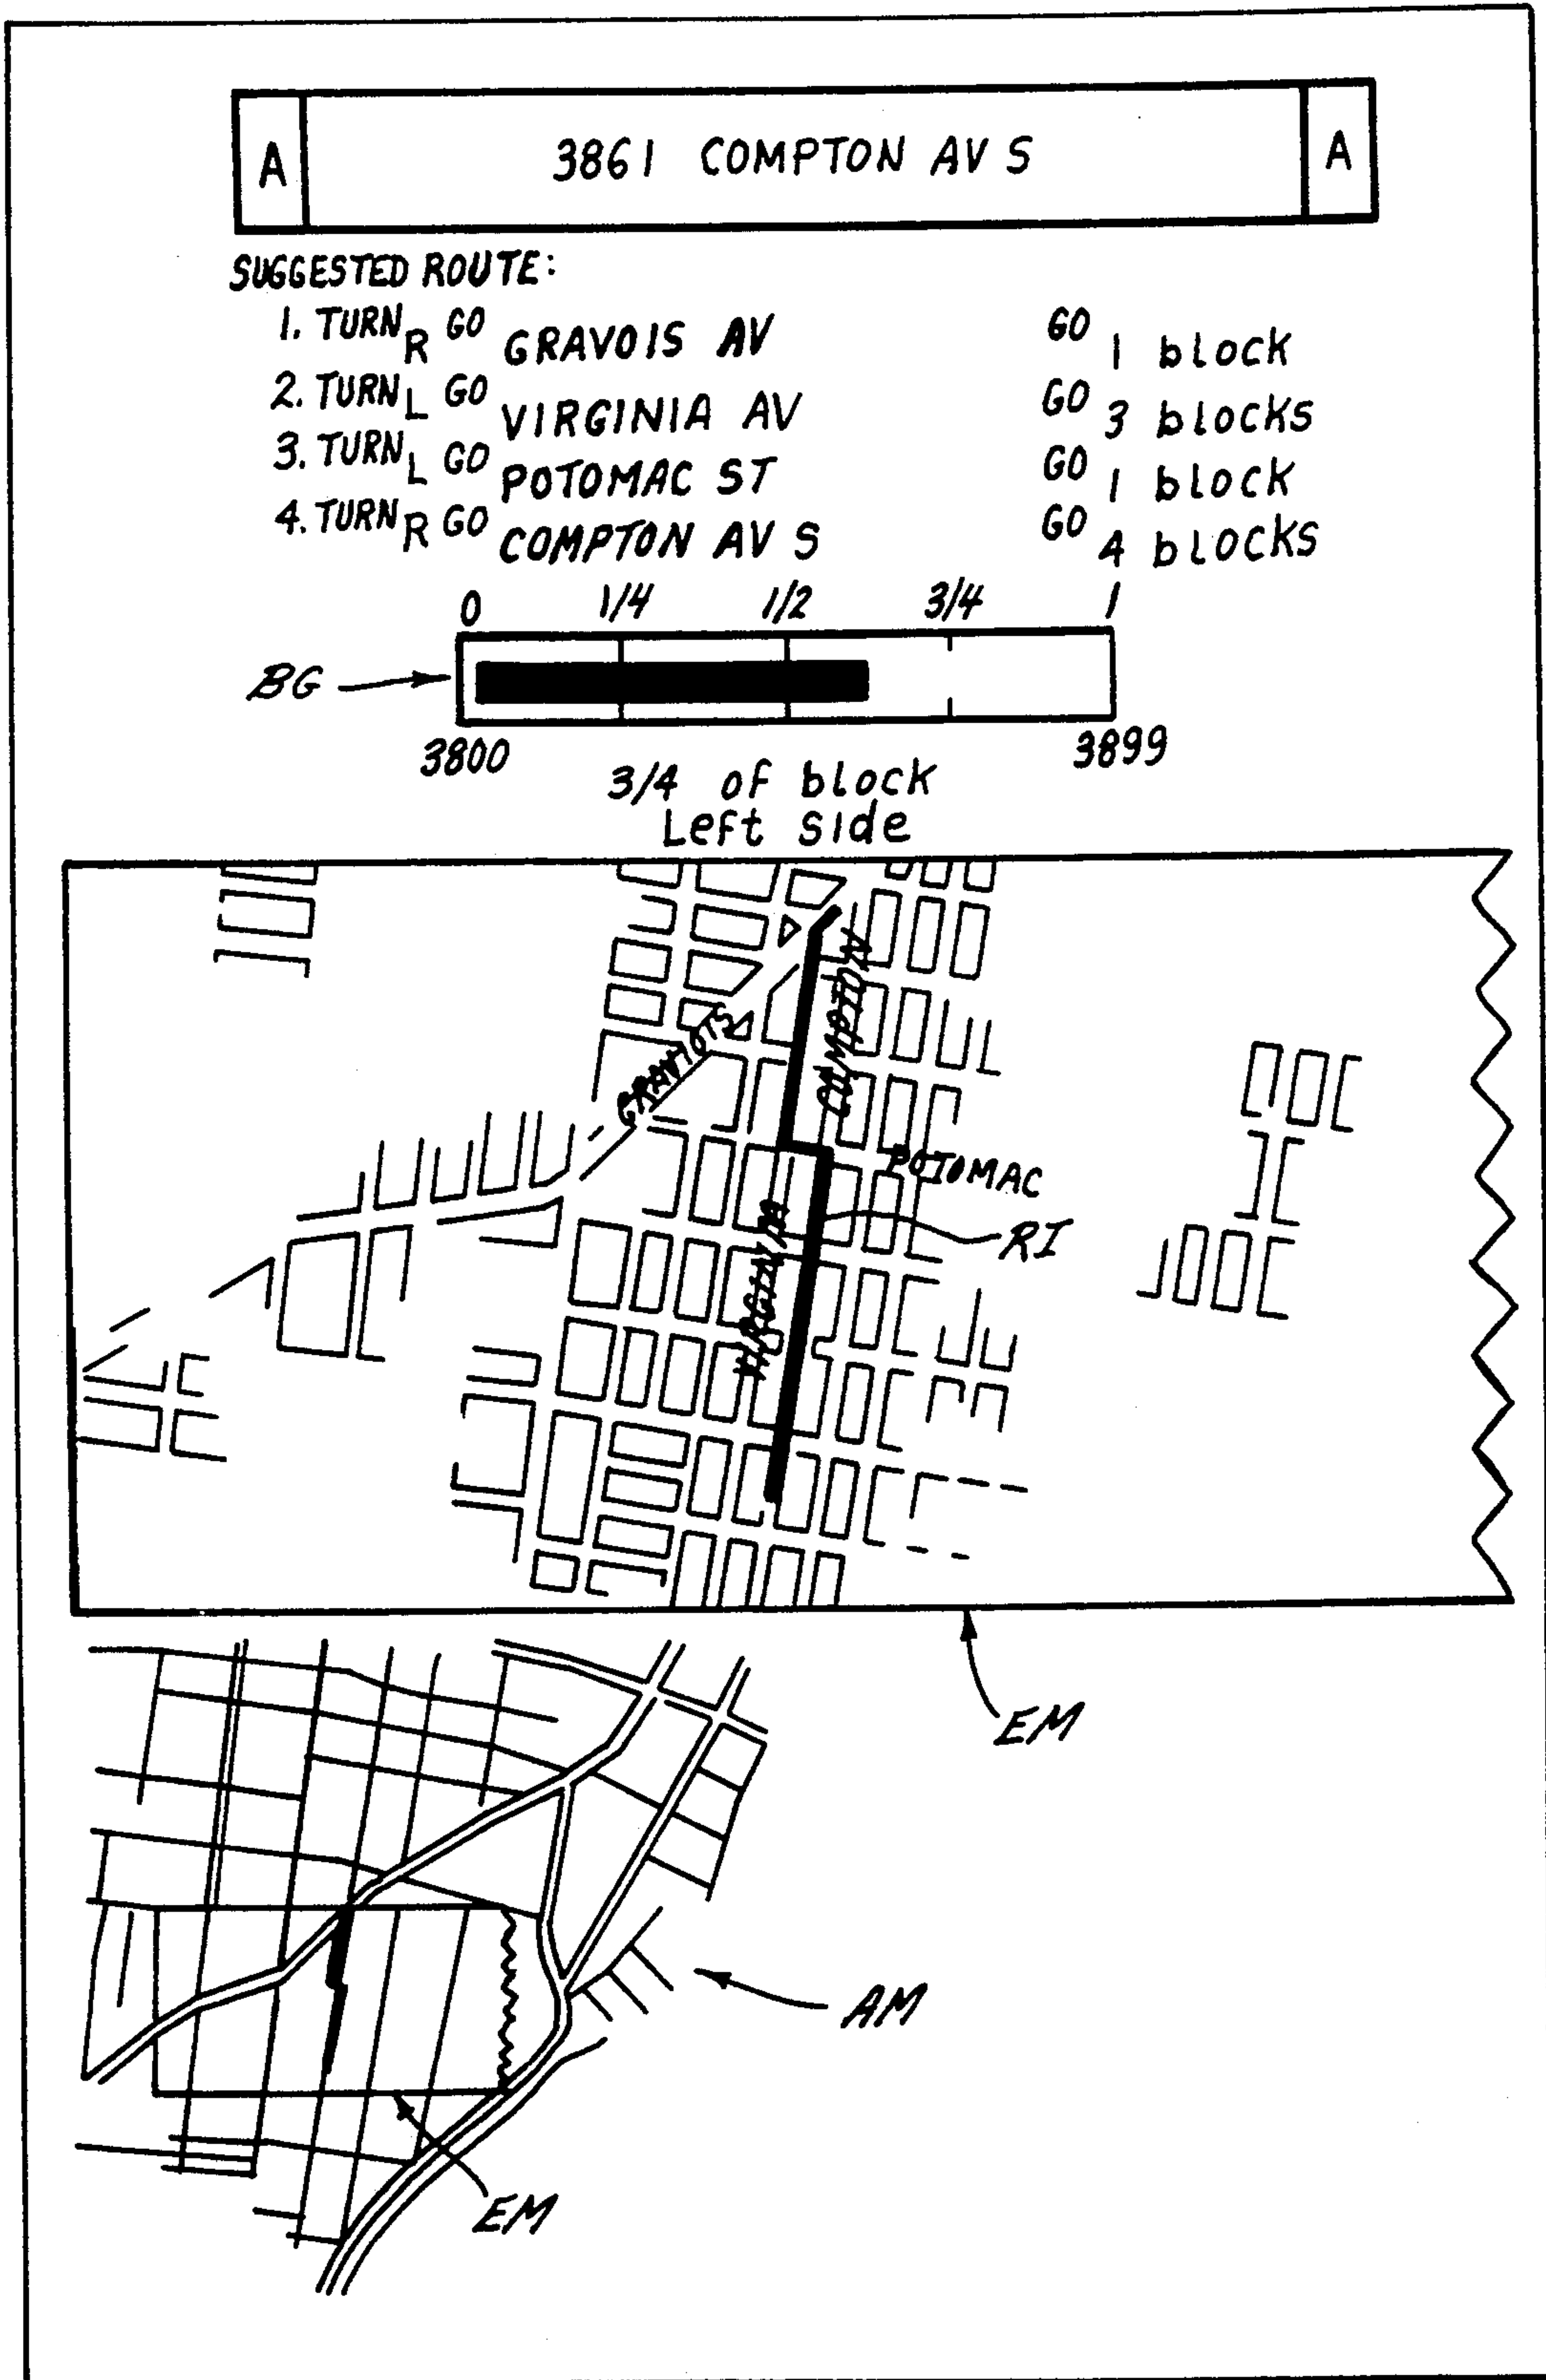 A 3861 COMPTON AV S A
SUGGESTED ROUTE:
1. TURN R GO GRAVOIS AV GO 1 block
2. TURN L GO VIRGINIA AV GO 3 blocks
3. TURN L GO POTOMAC ST GO 1 block
4. TURN R GO COMPTON AV S GO 4 blocks
0 1/4 1/2 3/4 1
BG
3800 3899
3/4 of block
Left side
COMPTON AV
GRAVOIS
POTOMAC
RI
VIRGINIA
EM
AM
EM